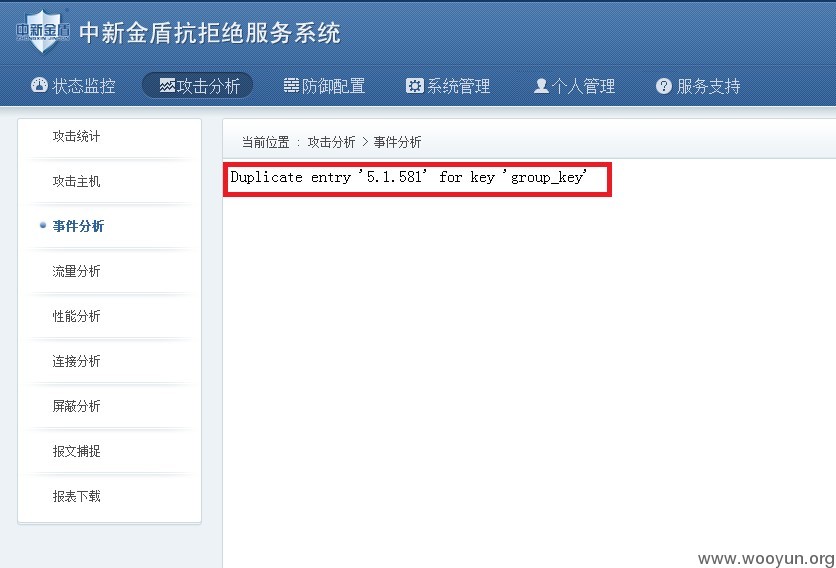 中新金盾
中新金盾抗拒绝服务系统
状态监控 攻击分析 防御配置 系统管理 个人管理 服务支持
攻击统计
攻击主机
事件分析
流量分析
性能分析
连接分析
屏蔽分析
报文捕捉
报表下载
当前位置 : 攻击分析 > 事件分析
Duplicate entry '5.1.581' for key 'group_key'
www.wooyun.org